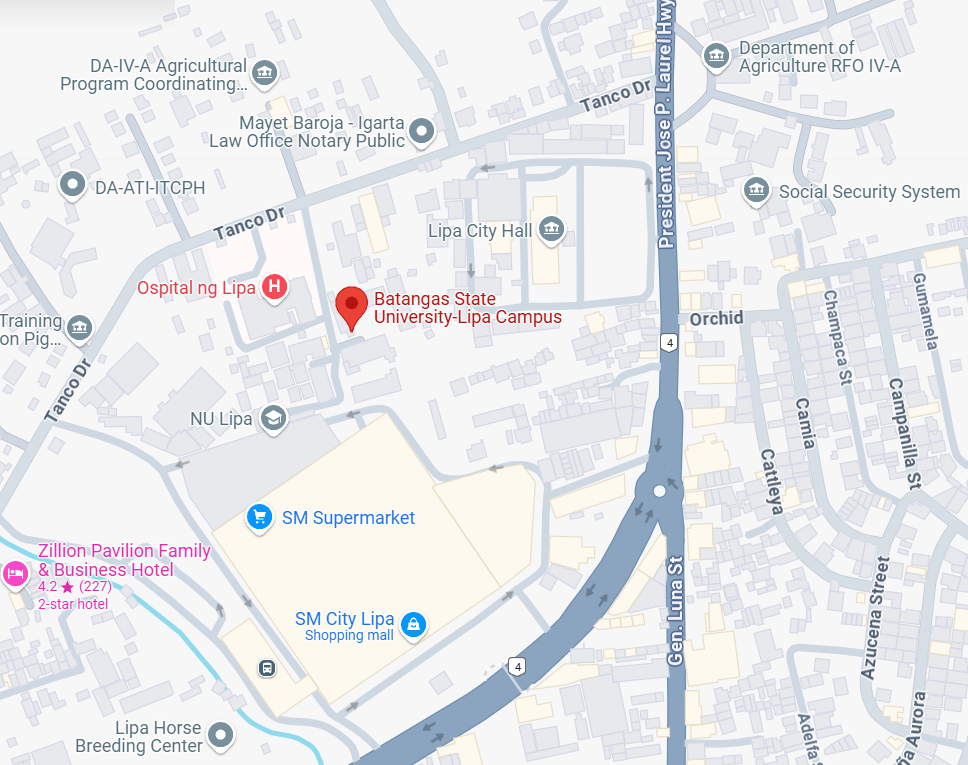 DA-IV-A Agricultural
Program Coordinating...
Department of
Agriculture RFO IV-A
President Jose P. Laurel Hwy
Tanco Dr
Mayet Baroja - Igarta
Law Office Notary Public
DA-ATI-ITCPH
Social Security System
Tanco Dr
Lipa City Hall
Ospital ng Lipa
H
Batangas State
University-Lipa Campus
Training
on Pig...
Orchid
4
Gumamela
Champaca St
Tanco Dr
NU Lipa
Camia
Campanilla St
Cattleya
SM Supermarket
Zillion Pavilion Family
& Business Hotel
4.2 ★ (227)
2-star hotel
SM City Lipa
Shopping mall
Gen. Luna St
Azucena Street
4
Lipa Horse
Breeding Center
Adelfa S
ña Aurora